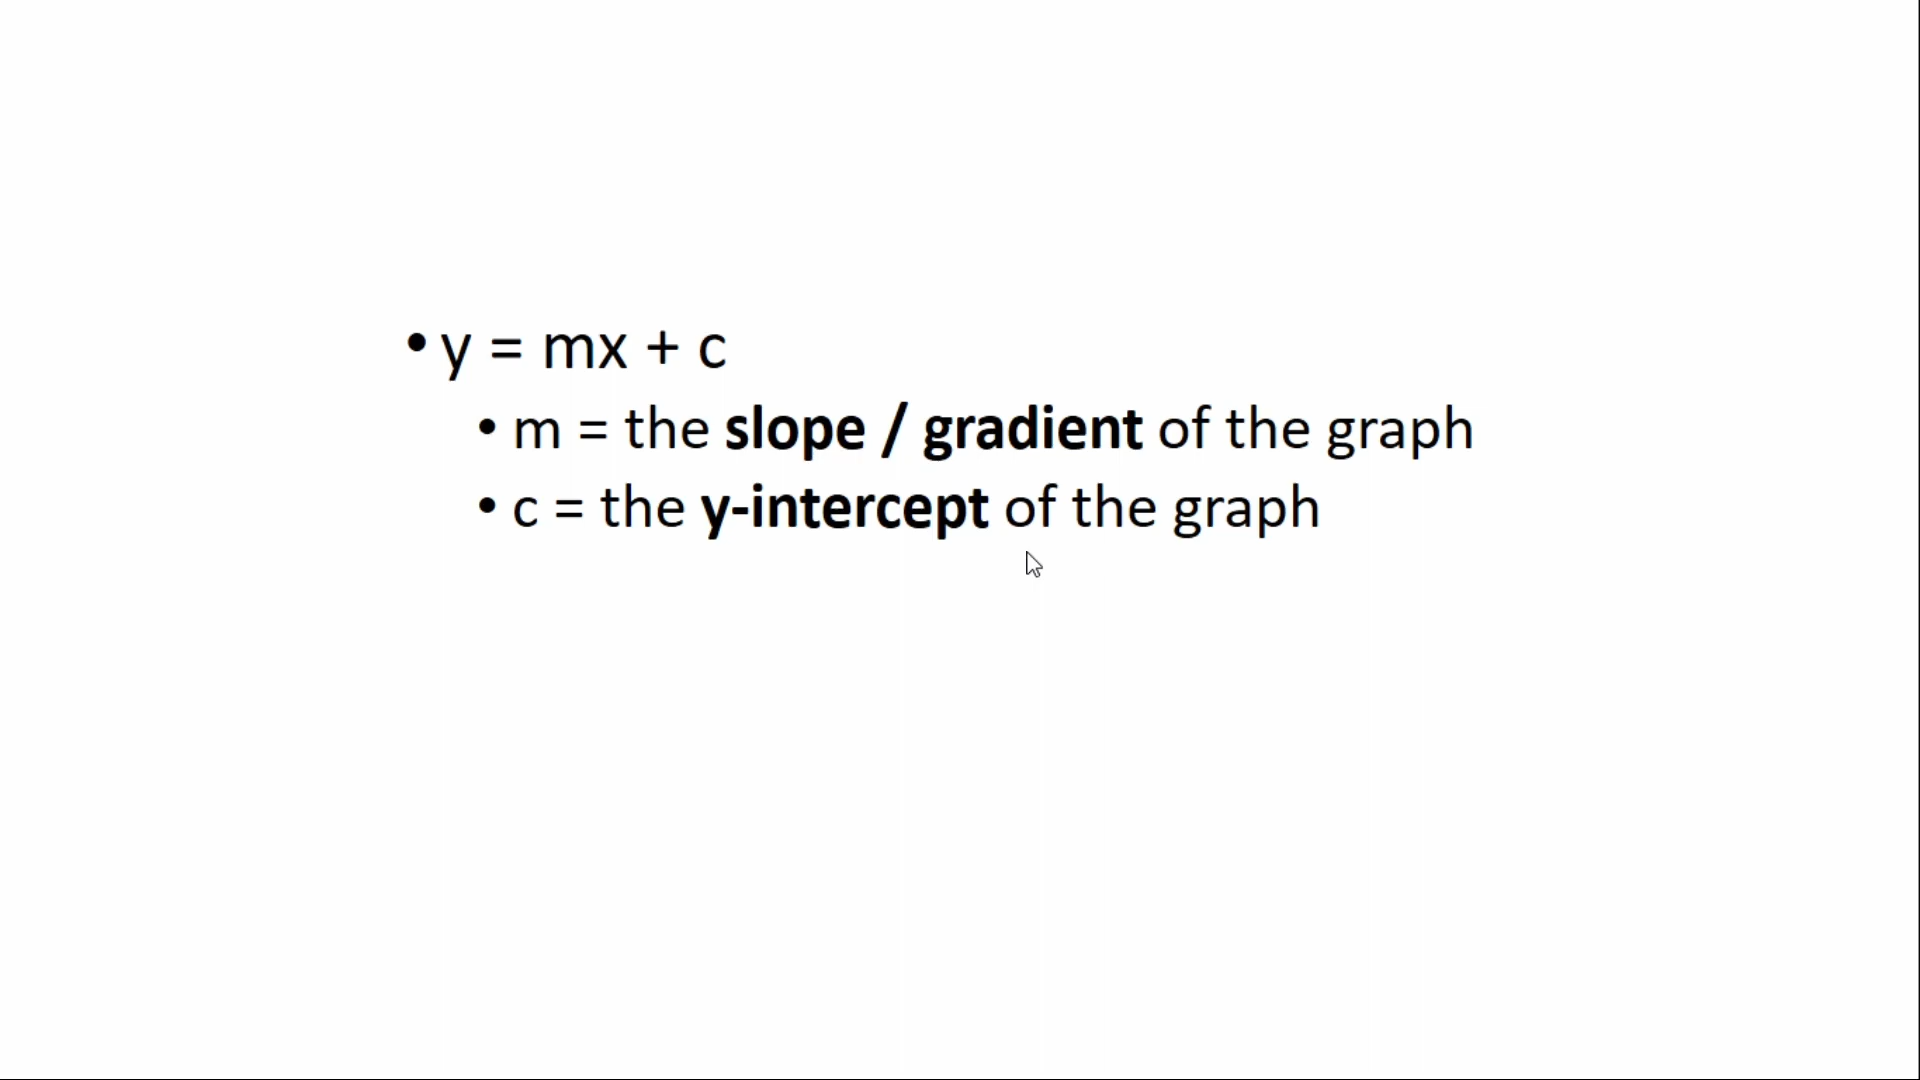 • y = mx + c
• m = the slope / gradient of the graph
• c = the y-intercept of the graph